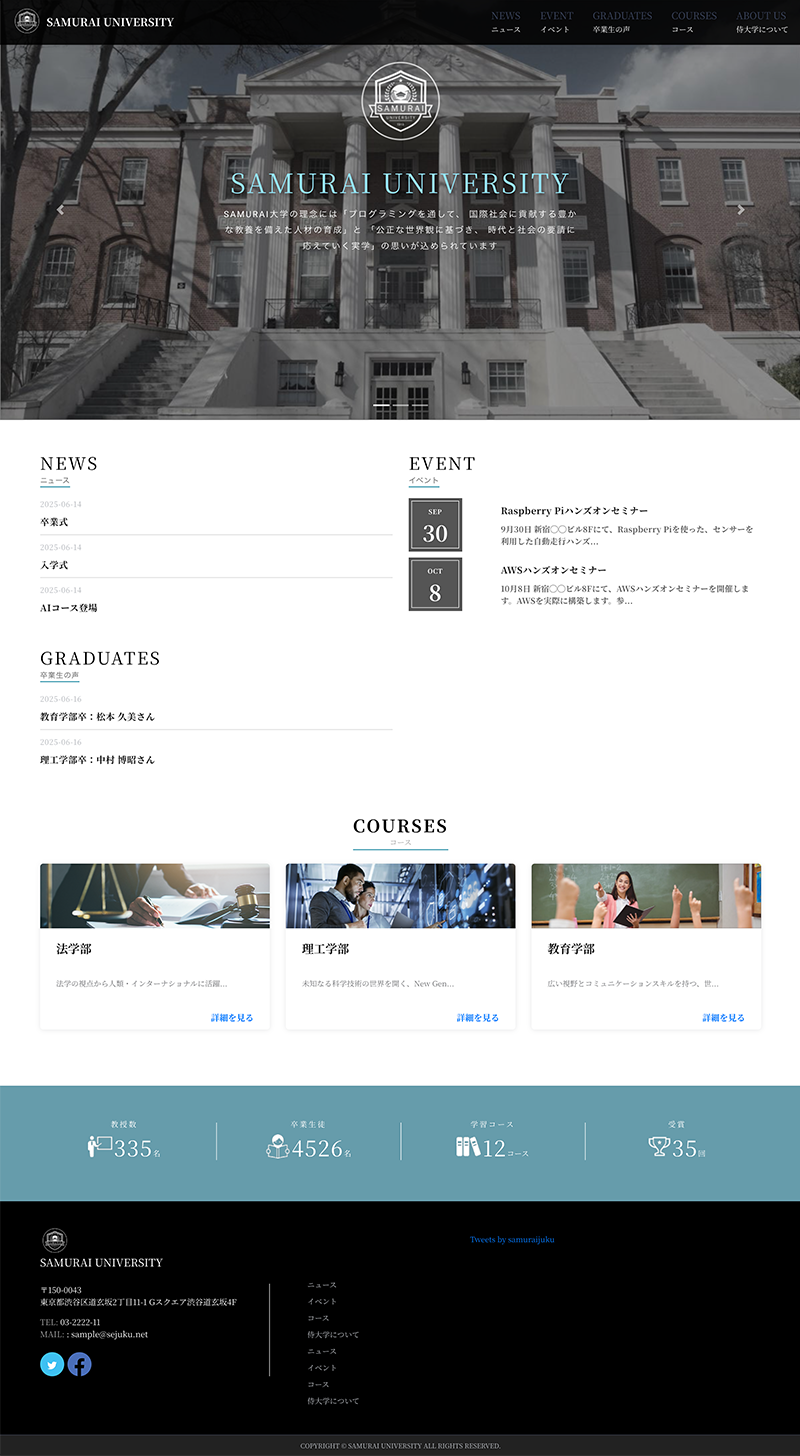 SAMURAI UNIVERSITY
NEWS
ニュース
EVENT
イベント
GRADUATES
卒業生の声
COURSES
コース
ABOUT US
侍大学について
SAMURAI
UNIVERSITY
SAMURAI UNIVERSITY
SAMURAI大学の理念には「プログラミングを通して、 国際社会に貢献する豊か
な教養を備えた人材の育成」と 「公正な世界観に基づき、 時代と社会の要請に
応えていく実学」の思いが込められています
NEWS
ニュース
2025-06-14
卒業式
2025-06-14
入学式
2025-06-14
AIコース登場
EVENT
イベント
SEP
30
Raspberry Piハンズオンセミナー
9月30日 新宿◯◯ビル8Fにて、Raspberry Piを使った、センサーを
利用した自動走行ハンズ...
OCT
8
AWSハンズオンセミナー
10月8日 新宿◯◯ビル8Fにて、AWSハンズオンセミナーを開催しま
す。AWSを実際に構築します。参...
GRADUATES
卒業生の声
2025-06-16
教育学部卒：松本 久美さん
2025-06-16
理工学部卒：中村 博昭さん
COURSES
コース
法学部
法学の視点から人類・インターナショナルに活躍...
詳細を見る
理工学部
未知なる科学技術の世界を開く、New Gen...
詳細を見る
教育学部
広い視野とコミュニケーションスキルを持つ、世...
詳細を見る
教授数
335名
卒業生徒
4526名
学習コース
12コース
受賞
35回
SAMURAI UNIVERSITY
〒150-0043
東京都渋谷区道玄坂2丁目11-1 Gスクエア渋谷道玄坂4F
TEL: 03-2222-11
MAIL: : sample@sejuku.net
ニュース
イベント
コース
侍大学について
ニュース
イベント
コース
侍大学について
Tweets by samuraijuku
COPYRIGHT © SAMURAI UNIVERSITY ALL RIGHTS RESERVED.